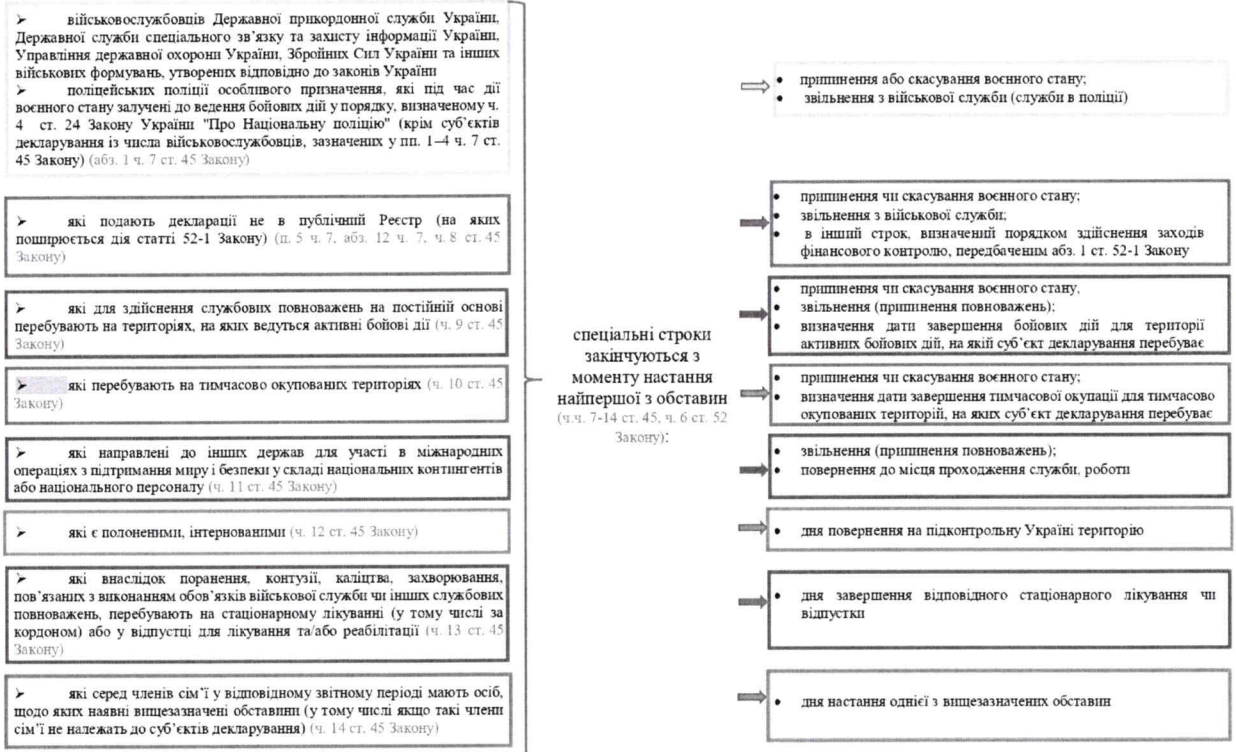 ➢ військовослужбовців Державної прикордонної служби України,
Державної служби спеціального зв’язку та захисту інформації України,
Управління державної охорони України, Збройних Сил України та інших
військових формувань, утворених відповідно до законів України
➢ поліцейських поліції особливого призначення, які під час дії
воєнного стану залучені до ведення бойових дій у порядку, визначеному ч.
4 ст. 24 Закону України "Про Національну поліцію" (крім суб’єктів
декларування із числа військовослужбовців, зазначених у пп. 1–4 ч. 7 ст.
45 Закону) (абз. 1 ч. 7 ст. 45 Закону)
➢ які подають декларації не в публічний Реєстр (на яких
поширюється дія статті 52-1 Закону) (п. 5 ч. 7, абз. 12 ч. 7, ч. 8 ст. 45
Закону)
➢ які для здійснення службових повноважень на постійній основі
перебувають на територіях, на яких ведуться активні бойові дії (ч. 9 ст. 45
Закону)
➢ які перебувають на тимчасово окупованих територіях (ч. 10 ст. 45
Закону)
➢ які направлені до інших держав для участі в міжнародних
операціях з підтримання миру і безпеки у складі національних контингентів
або національного персоналу (ч. 11 ст. 45 Закону)
➢ які є полоненими, інтернованими (ч. 12 ст. 45 Закону)
➢ які внаслідок поранення, контузії, каліцтва, захворювання,
пов’язаних з виконанням обов’язків військової служби чи інших службових
повноважень, перебувають на стаціонарному лікуванні (у тому числі за
кордоном) або у відпустці для лікування та/або реабілітації (ч. 13 ст. 45
Закону)
➢ які серед членів сім’ї у відповідному звітному періоді мають осіб,
щодо яких наявні вищезазначені обставини (у тому числі якщо такі члени
сім’ї не належать до суб’єктів декларування) (ч. 14 ст. 45 Закону)
спеціальні строки
закінчуються з
моменту настання
найпершої з обставин
(ч.ч. 7-14 ст. 45, ч. 6 ст. 52
Закону):
• припинення або скасування воєнного стану;
• звільнення з військової служби (служби в поліції)
• припинення чи скасування воєнного стану;
• звільнення з військової служби;
• в інший строк, визначений порядком здійснення заходів
фінансового контролю, передбаченим абз. 1 ст. 52-1 Закону
• припинення чи скасування воєнного стану,
• звільнення (припинення повноважень);
• визначення дати завершення бойових дій для території
активних бойових дій, на якій суб’єкт декларування перебуває
• припинення чи скасування воєнного стану;
• визначення дати завершення тимчасової окупації для тимчасово
окупованих територій, на яких суб’єкт декларування перебуває
• звільнення (припинення повноважень);
• повернення до місця проходження служби, роботи
• дня повернення на підконтрольну Україні територію
• дня завершення відповідного стаціонарного лікування чи
відпустки
• дня настання однієї з вищезазначених обставин